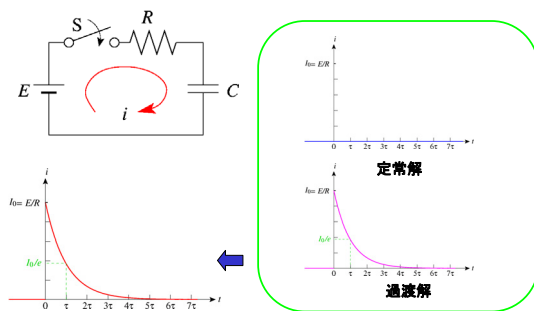 S
R
E
C
i
i
I₀= E/R
0 τ 2τ 3τ 4τ 5τ 6τ 7τ t
定常解
i
I₀= E/R
I₀/e
0 τ 2τ 3τ 4τ 5τ 6τ 7τ t
過渡解
i
I₀= E/R
I₀/e
0 τ 2τ 3τ 4τ 5τ 6τ 7τ t